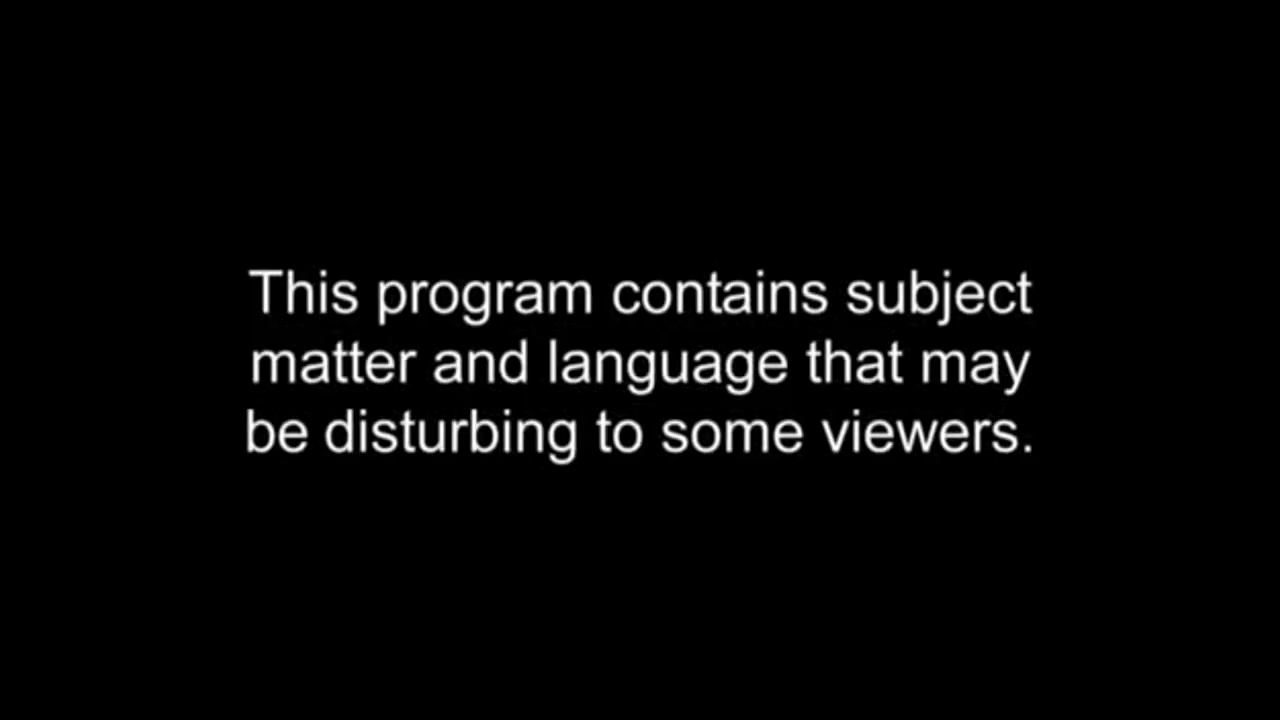 This program contains subject
matter and language that may
be disturbing to some viewers.